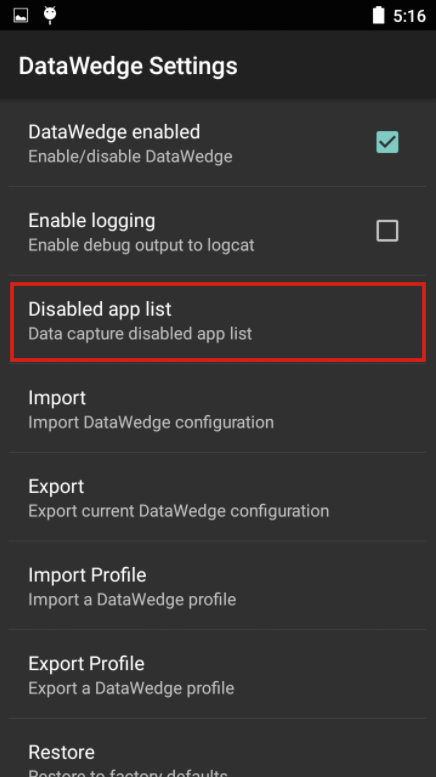 5:16
DataWedge Settings
DataWedge enabled
Enable/disable DataWedge
Enable logging
Enable debug output to logcat
Disabled app list
Data capture disabled app list
Import
Import DataWedge configuration
Export
Export current DataWedge configuration
Import Profile
Import a DataWedge profile
Export Profile
Export a DataWedge profile
Restore
Restore to factory defaults